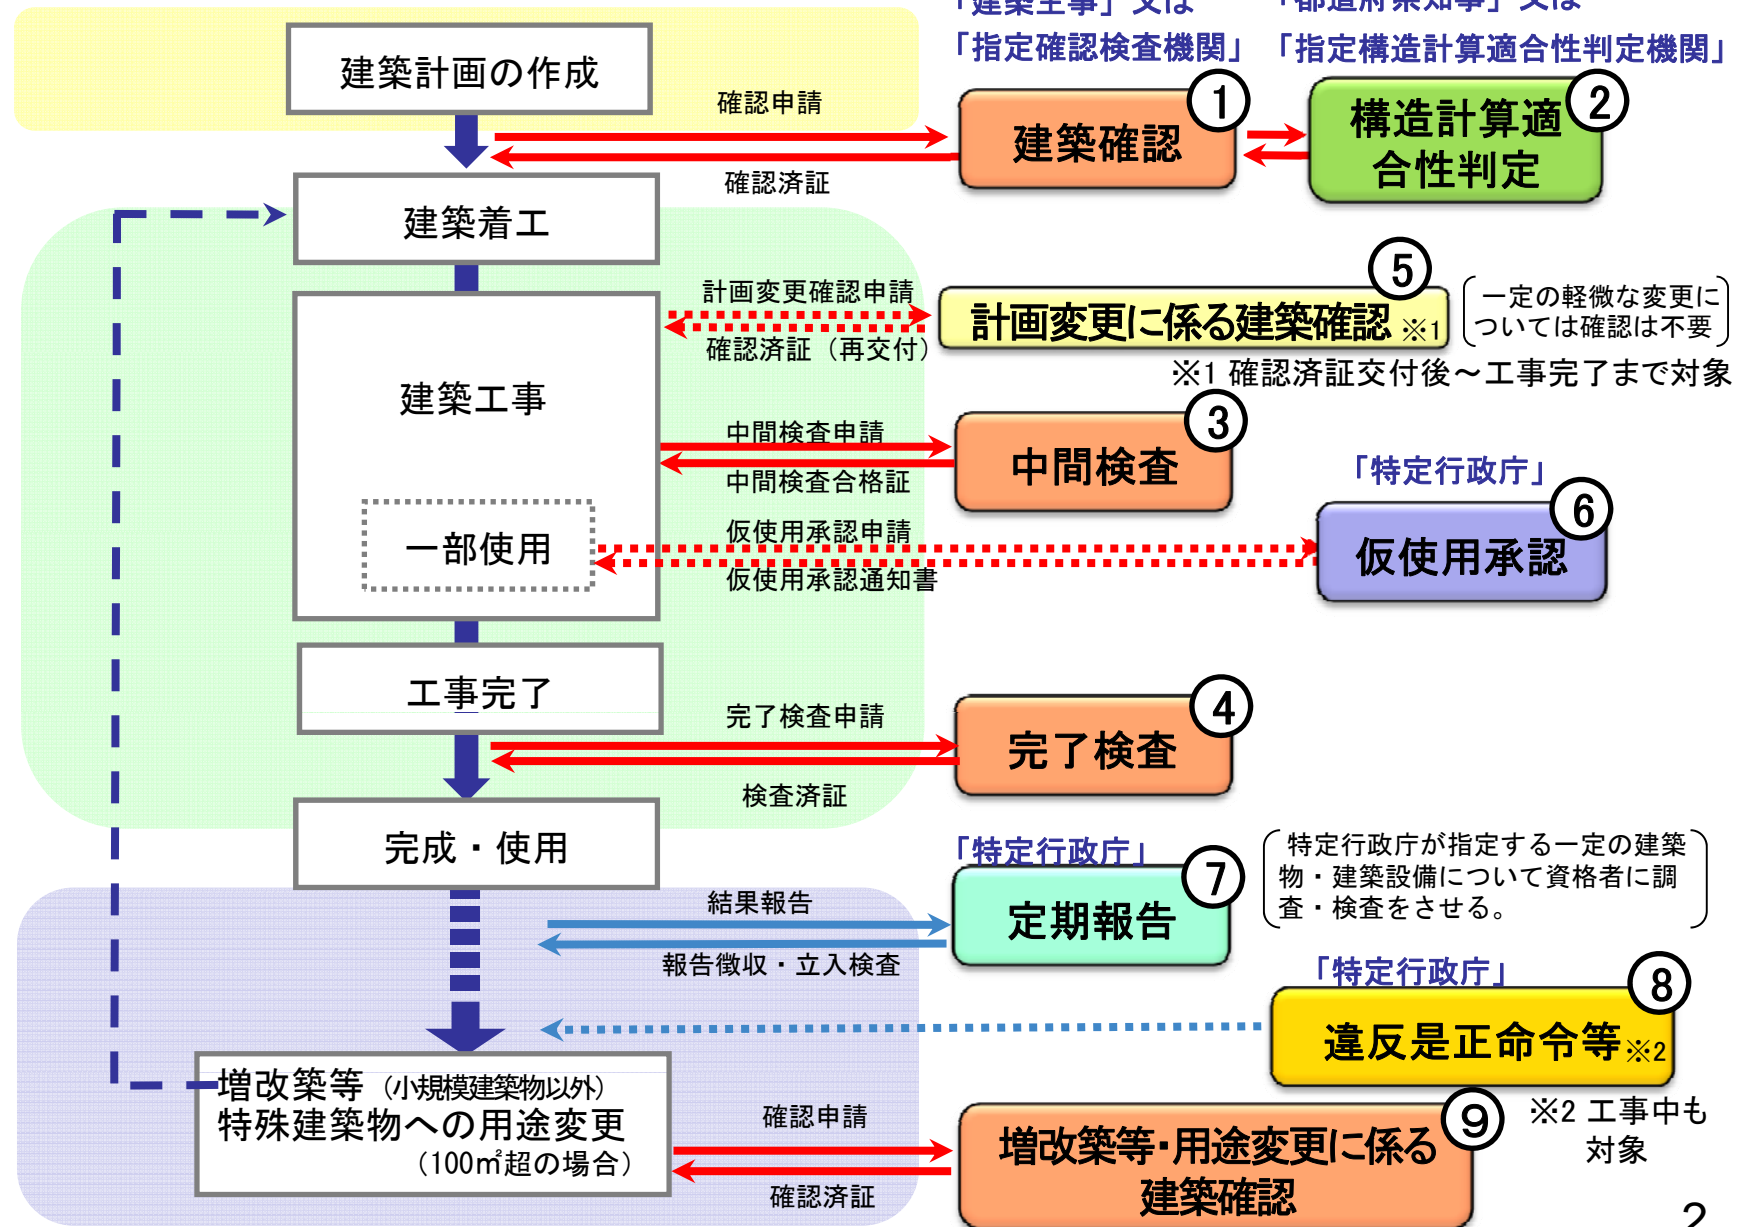 「建築主事」又は
「都道府県知事」又は
「指定確認検査機関」
「指定構造計算適合性判定機関」
建築計画の作成
確認申請
①
建築確認
②
構造計算適
合性判定
確認済証
建築着工
計画変更確認申請
⑤
計画変更に係る建築確認 ※1
一定の軽微な変更に
ついては確認は不要
確認済証（再交付）
※1 確認済証交付後～工事完了まで対象
建築工事
中間検査申請
③
中間検査
中間検査合格証
「特定行政庁」
⑥
仮使用承認
一部使用
仮使用承認申請
仮使用承認通知書
工事完了
完了検査申請
④
完了検査
検査済証
完成・使用
「特定行政庁」
⑦
定期報告
特定行政庁が指定する一定の建築
物・建築設備について資格者に調
査・検査をさせる。
結果報告
報告徴収・立入検査
「特定行政庁」
⑧
違反是正命令等※2
※2 工事中も
対象
増改築等（小規模建築物以外）
特殊建築物への用途変更
（100㎡超の場合）
確認申請
⑨
増改築等・用途変更に係る
建築確認
確認済証
2